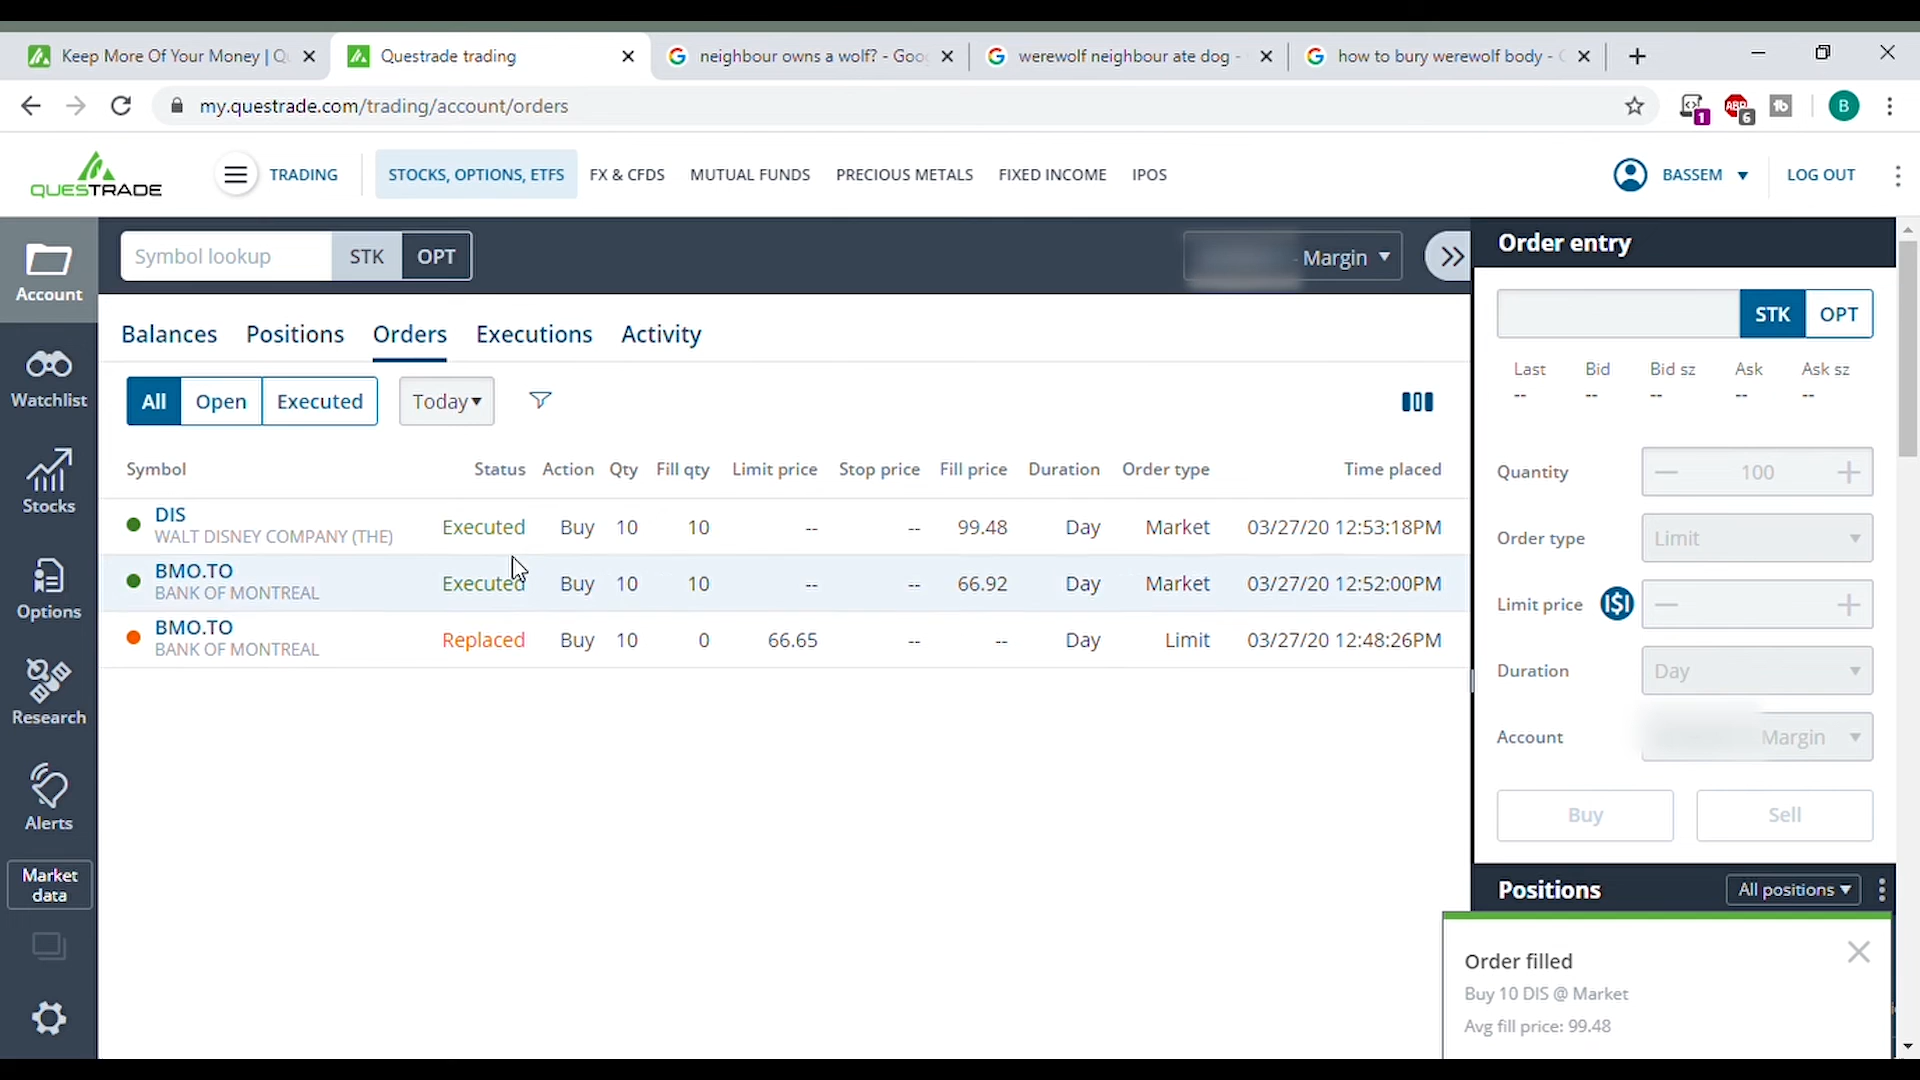 Keep More Of Your Money | Qu
Questrade trading
neighbour owns a wolf? - Goo
werewolf neighbour ate dog -
how to bury werewolf body -
my.questrade.com/trading/account/orders
1
ABP
6
tb
B
QUESTRADE
TRADING
STOCKS, OPTIONS, ETFS
FX & CFDS
MUTUAL FUNDS
PRECIOUS METALS
FIXED INCOME
IPOS
BASSEM
LOG OUT
Account
Watchlist
Stocks
Options
Research
Alerts
Market
data
Symbol lookup
STK
OPT
- Margin
Balances
Positions
Orders
Executions
Activity
All
Open
Executed
Today
Symbol Status Action Qty Fill qty Limit price Stop price Fill price Duration Order type Time placed
DIS
WALT DISNEY COMPANY (THE)
Executed Buy 10 10 -- -- 99.48 Day Market 03/27/20 12:53:18PM
BMO.TO
BANK OF MONTREAL
Executed Buy 10 10 -- -- 66.92 Day Market 03/27/20 12:52:00PM
BMO.TO
BANK OF MONTREAL
Replaced Buy 10 0 66.65 -- -- Day Limit 03/27/20 12:48:26PM
Order entry
STK
OPT
Last Bid Bid sz Ask Ask sz
-- -- -- -- --
Quantity
100
Order type
Limit
Limit price
I$I
Duration
Day
Account
Margin
Buy
Sell
Positions
All positions
Order filled
Buy 10 DIS @ Market
Avg fill price: 99.48